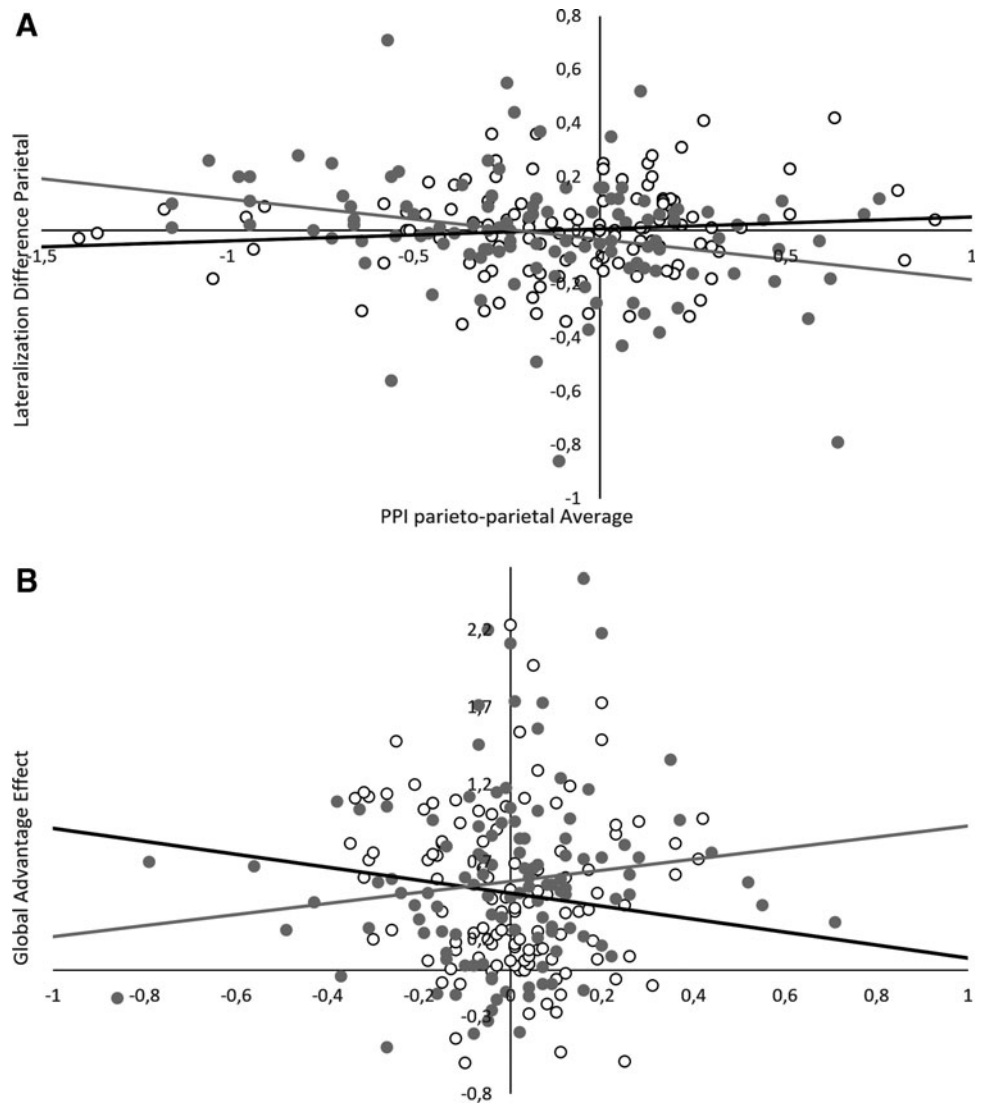 A
0,8
0,6
0,4
0,2
-1,5 -1 -0,5 0,5 1
-0,2
-0,4
-0,6
-0,8
-1
Lateralization Difference Parietal
PPI parieto-parietal Average
B
2,2
1,7
1,2
0,7
0,2
-1 -0,8 -0,6 -0,4 -0,2 0 0,2 0,4 0,6 0,8 1
-0,3
-0,8
Global Advantage Effect